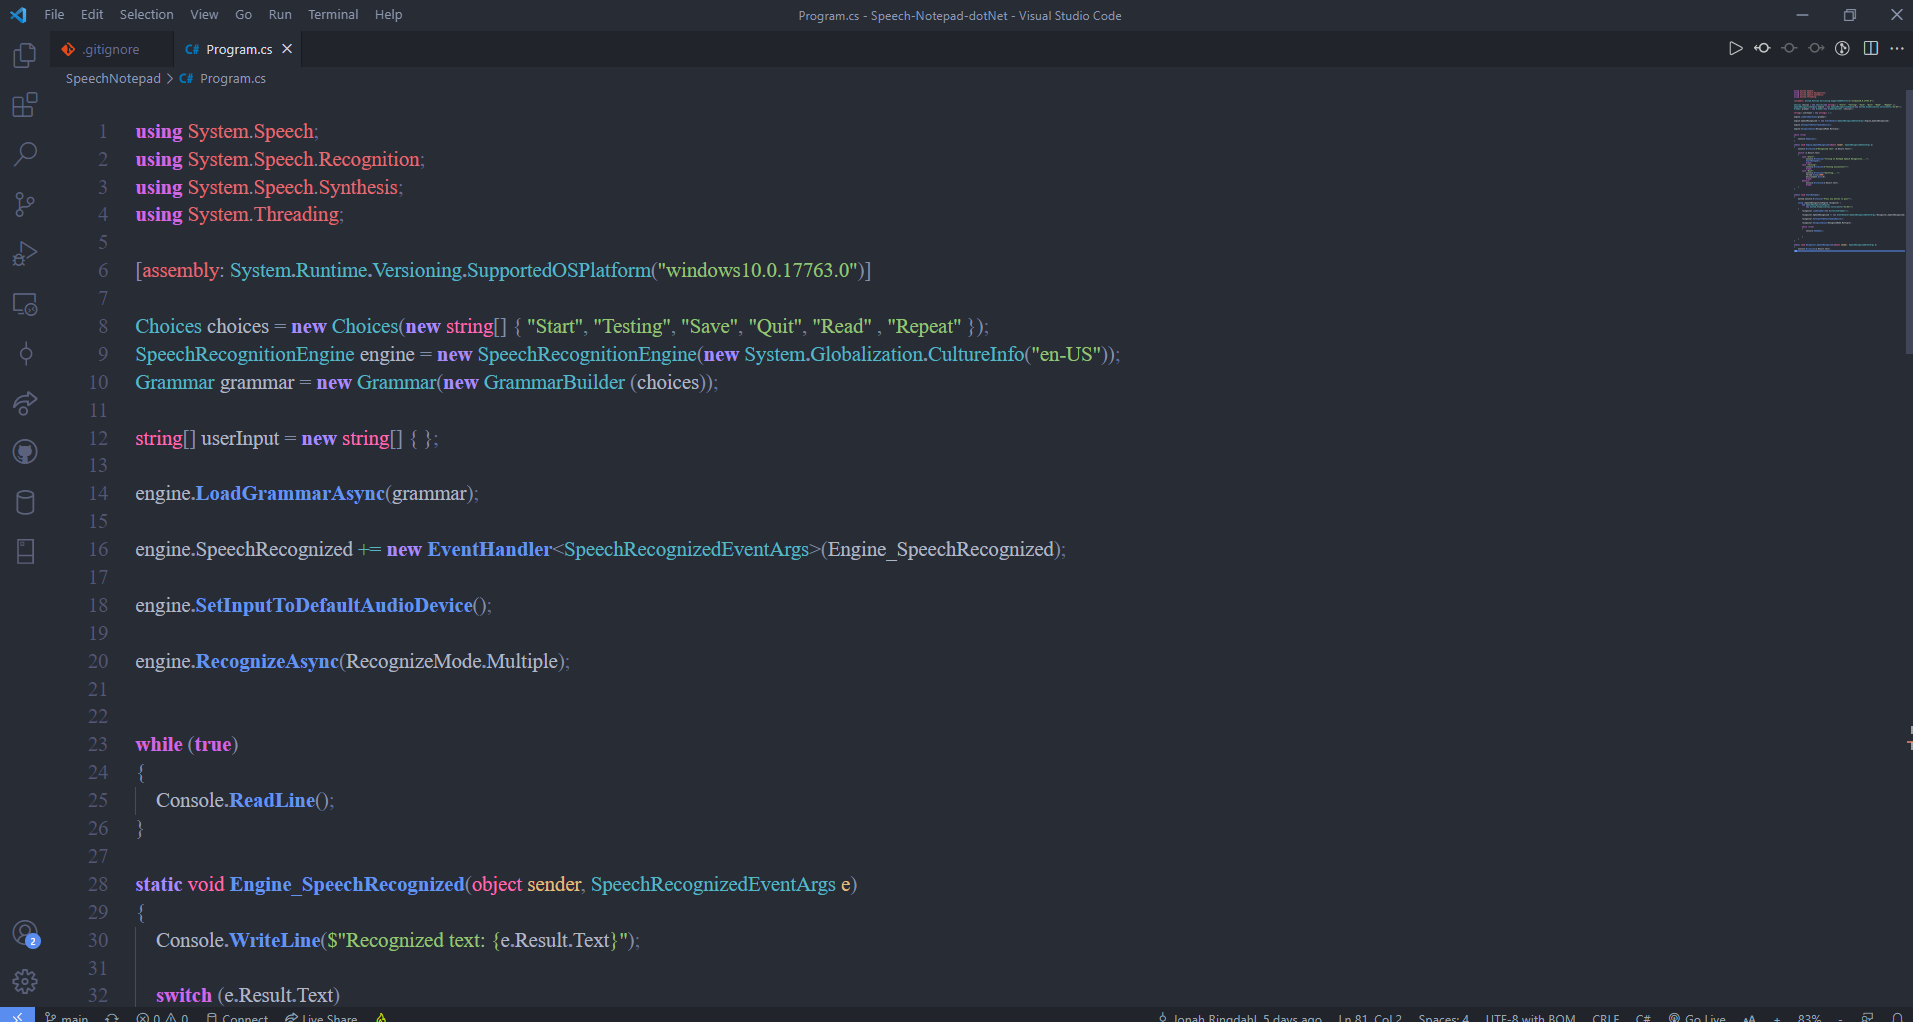 File Edit Selection View Go Run Terminal Help
Program.cs - Speech-Notepad-dotNet - Visual Studio Code
.gitignore
C# Program.cs
SpeechNotepad > C# Program.cs
1 using System.Speech;
2 using System.Speech.Recognition;
3 using System.Speech.Synthesis;
4 using System.Threading;
5
6 [assembly: System.Runtime.Versioning.SupportedOSPlatform("windows10.0.17763.0")]
7
8 Choices choices = new Choices(new string[] { "Start", "Testing", "Save", "Quit", "Read" , "Repeat" });
9 SpeechRecognitionEngine engine = new SpeechRecognitionEngine(new System.Globalization.CultureInfo("en-US"));
10 Grammar grammar = new Grammar(new GrammarBuilder (choices));
11
12 string[] userInput = new string[] { };
13
14 engine.LoadGrammarAsync(grammar);
15
16 engine.SpeechRecognized += new EventHandler<SpeechRecognizedEventArgs>(Engine_SpeechRecognized);
17
18 engine.SetInputToDefaultAudioDevice();
19
20 engine.RecognizeAsync(RecognizeMode.Multiple);
21
22
23 while (true)
24 {
25 Console.ReadLine();
26 }
27
28 static void Engine_SpeechRecognized(object sender, SpeechRecognizedEventArgs e)
29 {
30 Console.WriteLine($"Recognized text: {e.Result.Text}");
31
32 switch (e.Result.Text)
2
main 0 0 Connect Live Share
Jonah Ringdahl, 5 days ago Ln 81, Col 2 Spaces: 4 UTF-8 with BOM CRLF C# Go Live AA + 83% -